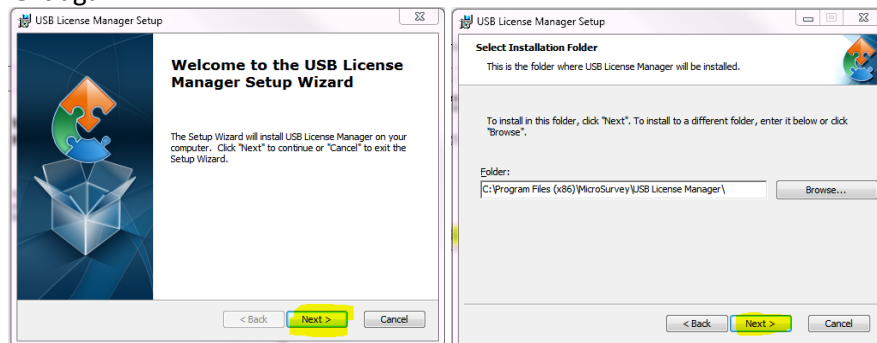 USB License Manager Setup
Welcome to the USB License
Manager Setup Wizard
The Setup Wizard will install USB License Manager on your
computer. Click "Next" to continue or "Cancel" to exit the
Setup Wizard.
< Back Next > Cancel
USB License Manager Setup
Select Installation Folder
This is the folder where USB License Manager will be installed.
To install in this folder, click "Next". To install to a different folder, enter it below or click
"Browse".
Folder:
C:\Program Files (x86)\MicroSurvey\USB License Manager\ Browse...
< Back Next > Cancel